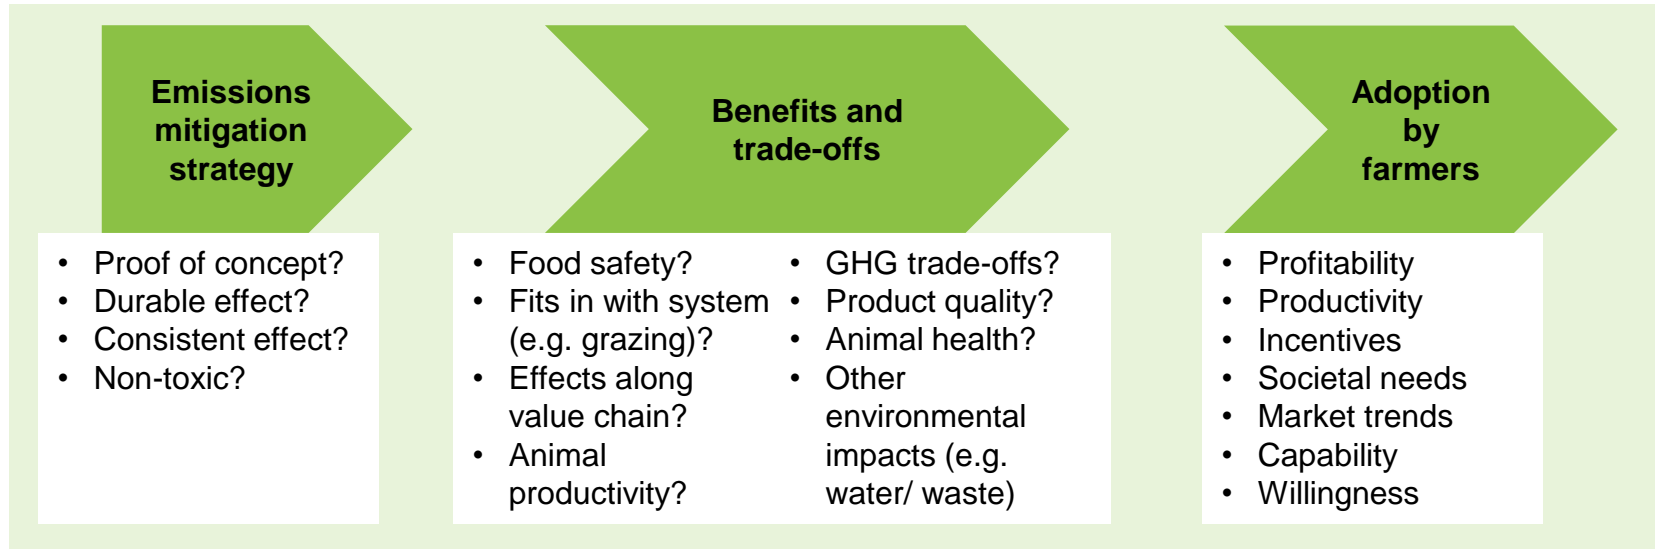 Emissions
mitigation
strategy
• Proof of concept?
• Durable effect?
• Consistent effect?
• Non-toxic?
Benefits and
trade-offs
• Food safety?
• Fits in with system
(e.g. grazing)?
• Effects along
value chain?
• Animal
productivity?
• GHG trade-offs?
• Product quality?
• Animal health?
• Other
environmental
impacts (e.g.
water/ waste)
Adoption
by
farmers
• Profitability
• Productivity
• Incentives
• Societal needs
• Market trends
• Capability
• Willingness